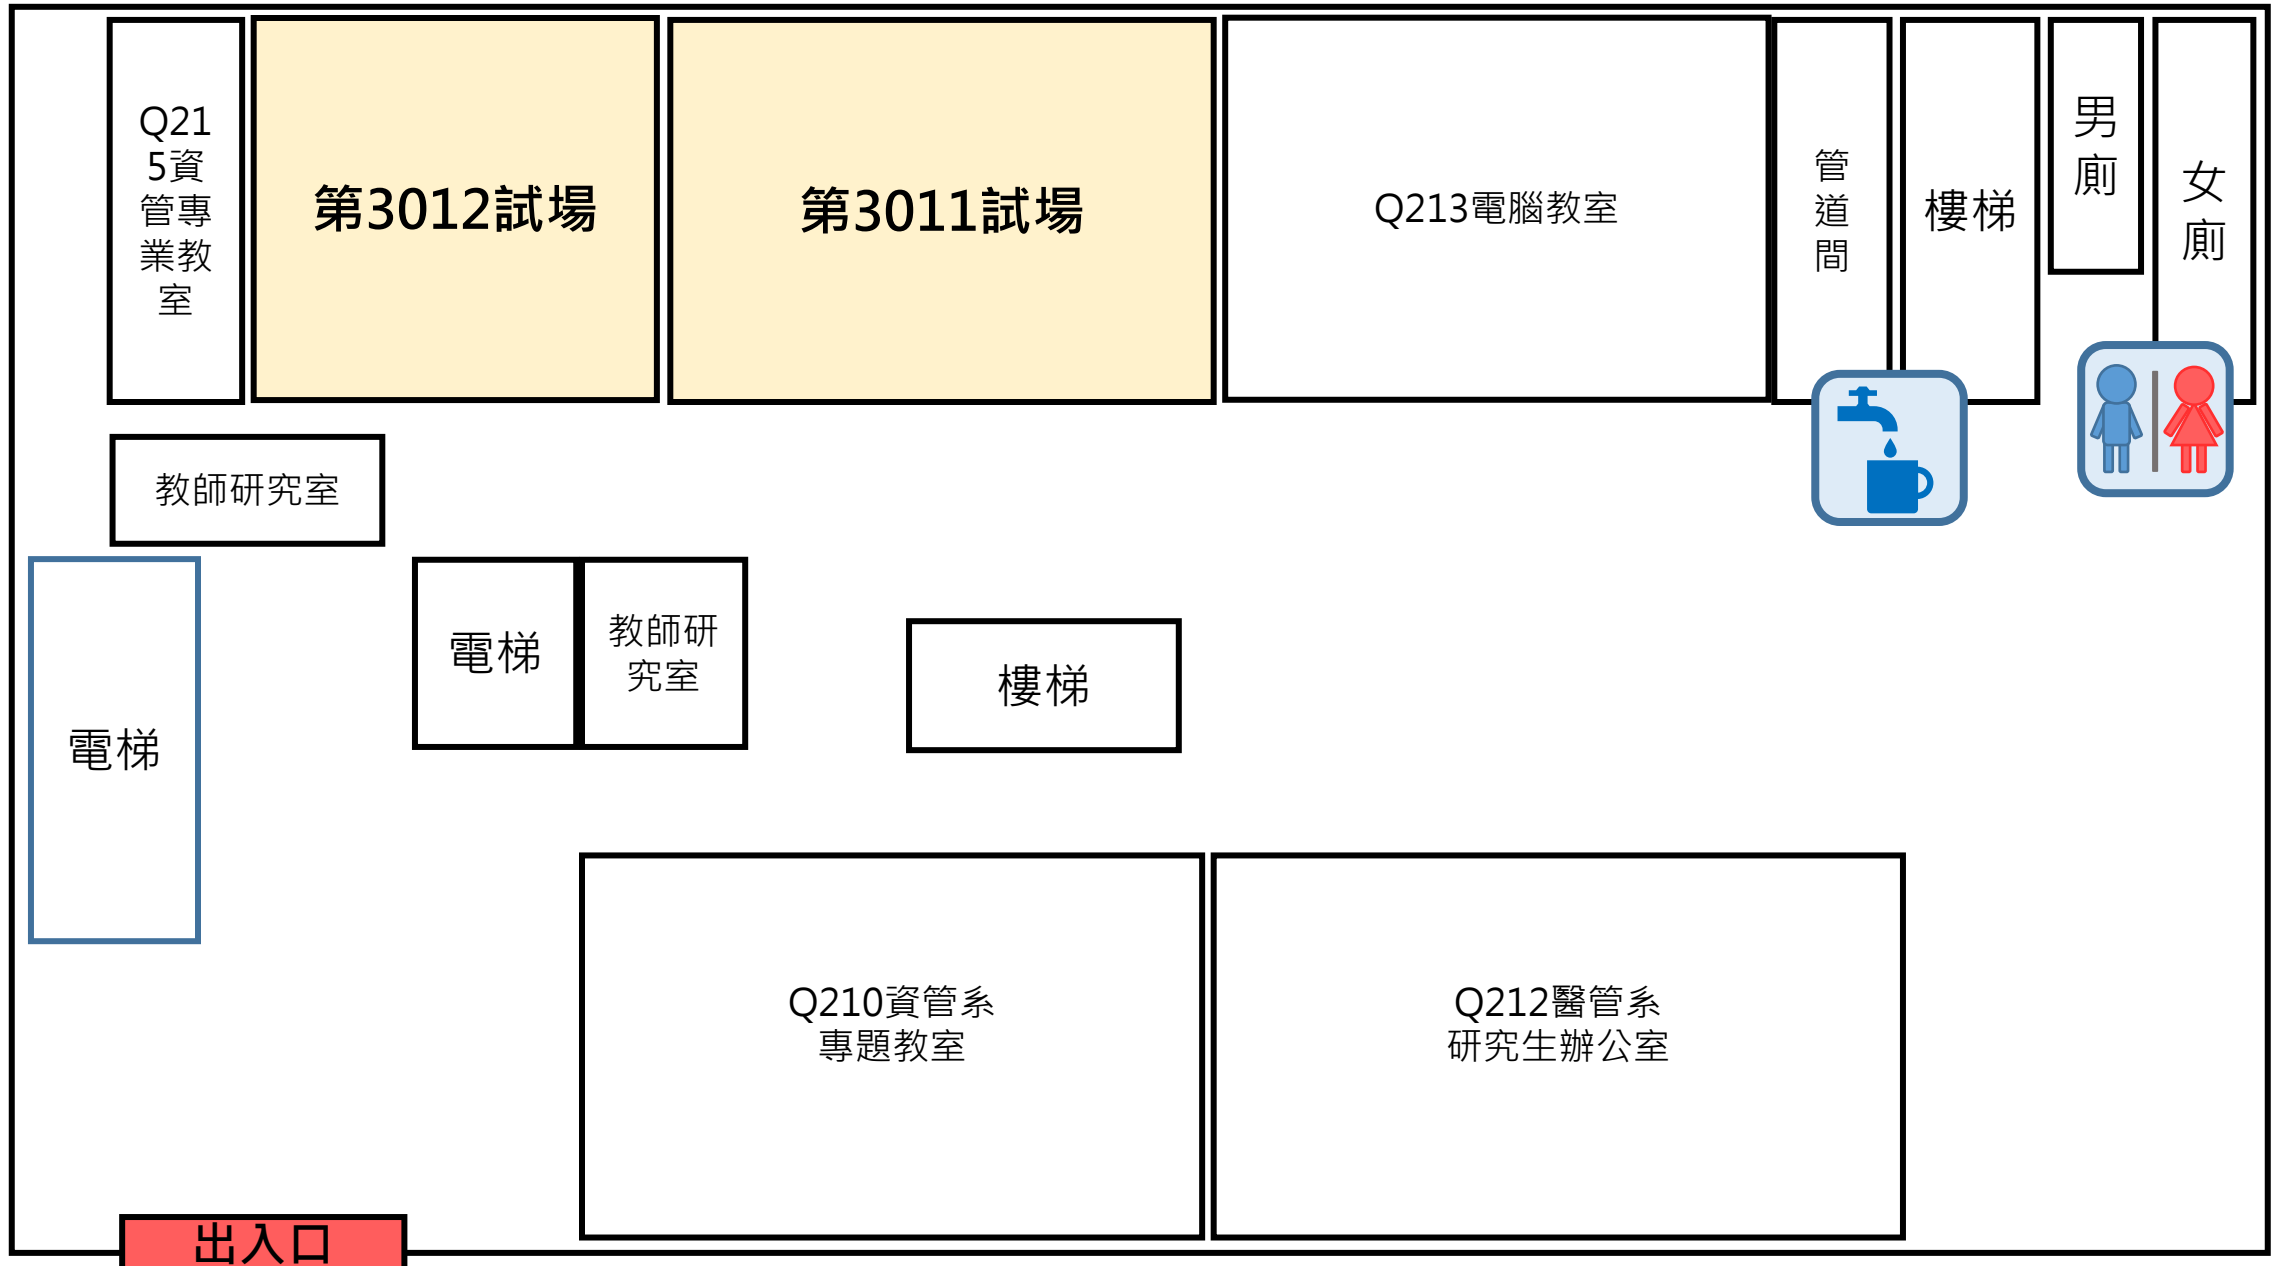 Q21
5資
管專
業教
室
第3012試場
第3011試場
Q213電腦教室
管
道
間
樓梯
男
廁
女
廁
教師研究室
電梯
電梯
教師研
究室
樓梯
Q210資管系
專題教室
Q212醫管系
研究生辦公室
出入口